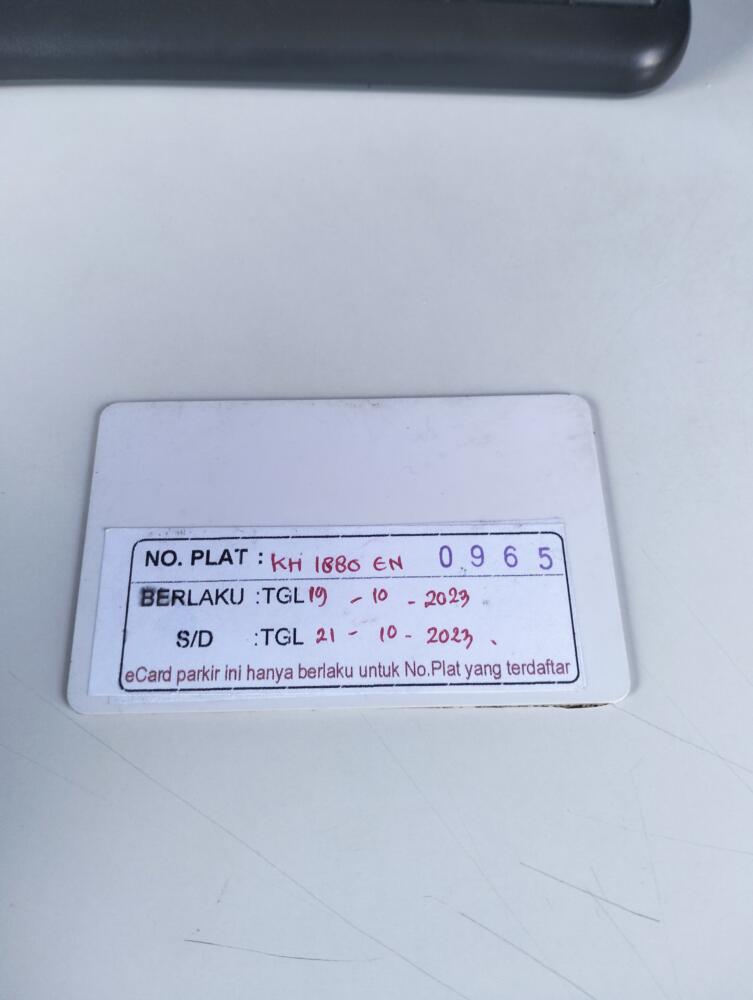 NO. PLAT : KH 1880 EN 0965
BERLAKU :TGL 19 - 10 - 2023
S/D :TGL 21 - 10 - 2023.
eCard parkir ini hanya berlaku untuk No.Plat yang terdaftar